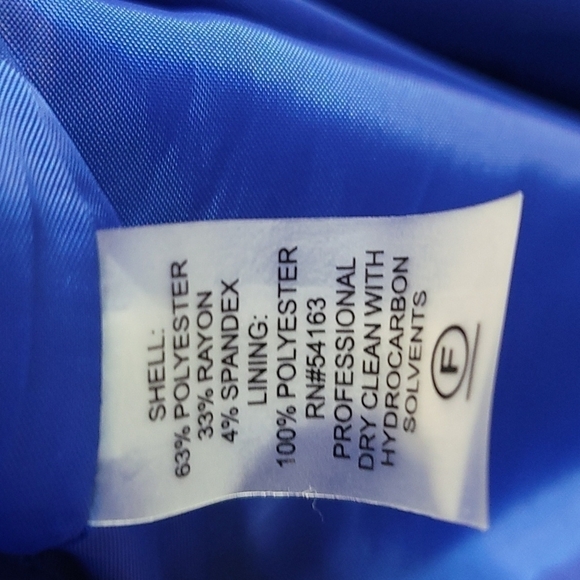 SHELL:
63% POLYESTER
33% RAYON
4% SPANDEX
LINING:
100% POLYESTER
RN#54163
PROFESSIONAL
DRY CLEAN WITH
HYDROCARBON
SOLVENTS
F